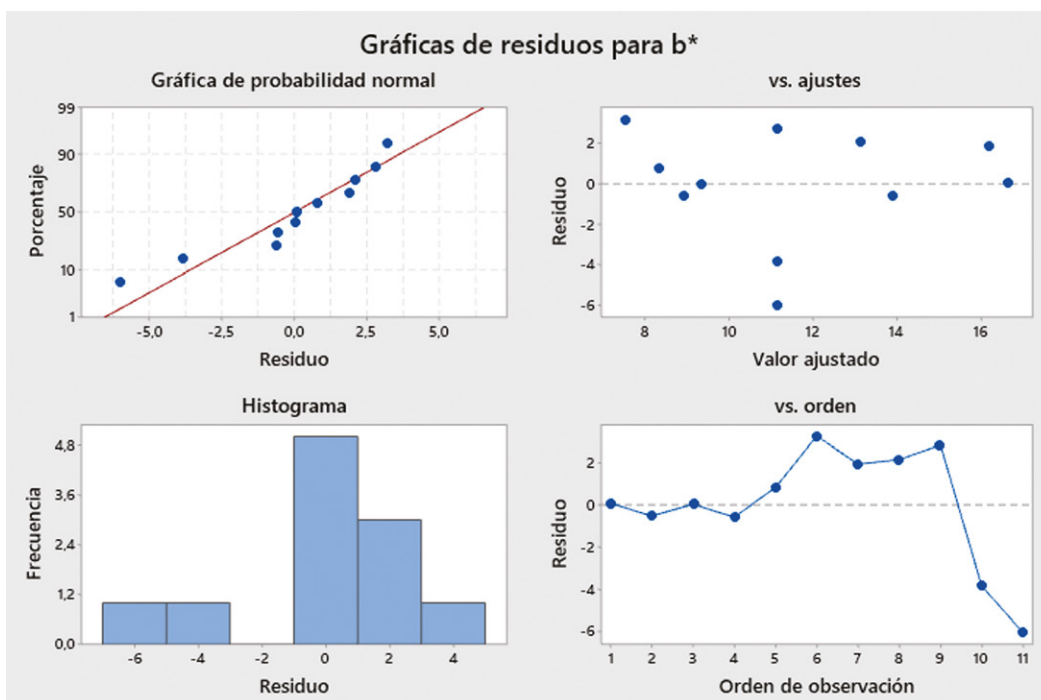 Gráficas de residuos para b*
Gráfica de probabilidad normal
99
90
50
10
1
Porcentaje
-5,0 -2,5 0,0 2,5 5,0
Residuo
vs. ajustes
2
0
-2
-4
-6
Residuo
8 10 12 14 16
Valor ajustado
Histograma
4,8
3,6
2,4
1,2
0,0
Frecuencia
-6 -4 -2 0 2 4
Residuo
vs. orden
2
0
-2
-4
-6
Residuo
1 2 3 4 5 6 7 8 9 10 11
Orden de observación